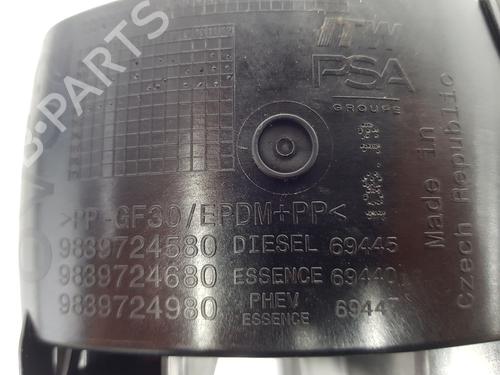 ITW
PSA
GROUPE
Made in
Czech Republic
>PP-GF30/EPDM+PP<
9839724580 DIESEL 69445
9839724680 ESSENCE 69440
9839724980 PHEV ESSENCE
B-PARTS